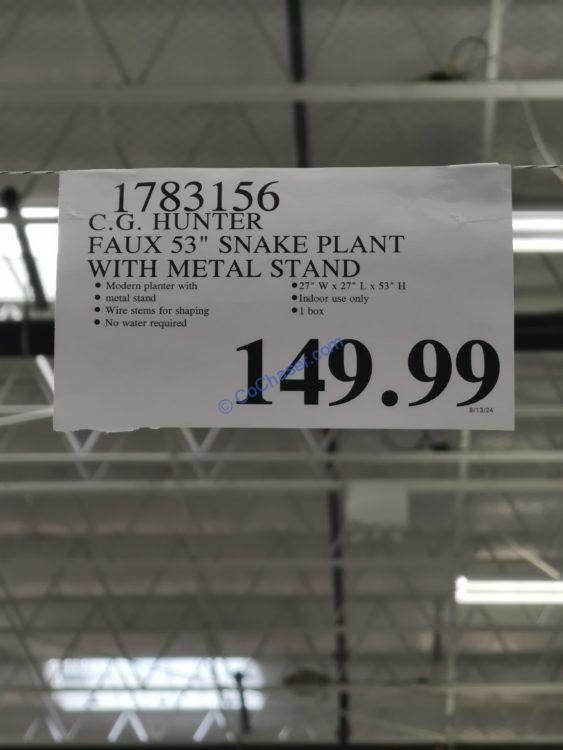 1783156
C.G. HUNTER
FAUX 53" SNAKE PLANT
WITH METAL STAND
• Modern planter with
• metal stand
• Wire stems for shaping
• No water required
• 27" W x 27" L x 53" H
• Indoor use only
• 1 box
149.99
© CoChaser.com
8/13/24